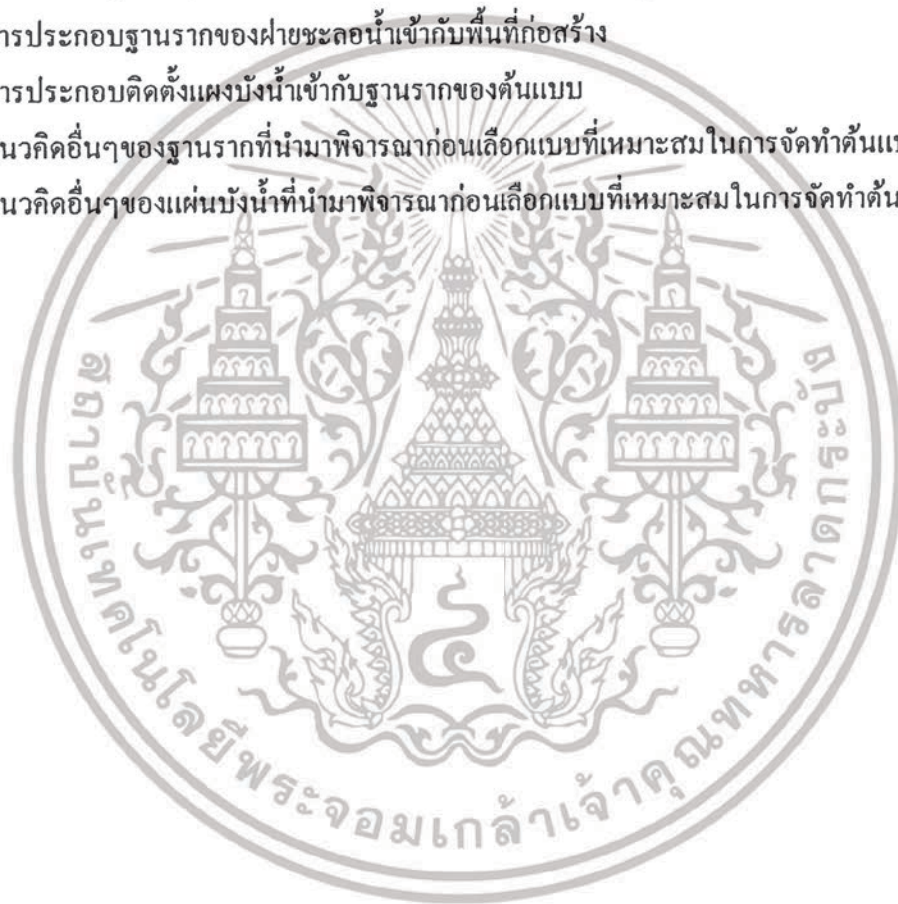 ารประกอบฐานรากของฝายชะลอน้ำเข้ากับพื้นที่ก่อสร้าง
ารประกอบติดตั้งแผงบังน้ำเข้ากับฐานรากของต้นแบบ
นวคิดอื่นๆของฐานรากที่นำมาพิจารณาก่อนเลือกแบบที่เหมาะสมในการจัดทำต้นแบ
นวคิดอื่นๆของแผ่นบังน้ำที่นำมาพิจารณาก่อนเลือกแบบที่เหมาะสมในการจัดทำต้น
สถาบันเทคโนโลยีพระจอมเกล้าเจ้าคุณทหารลาดกระบัง
๔